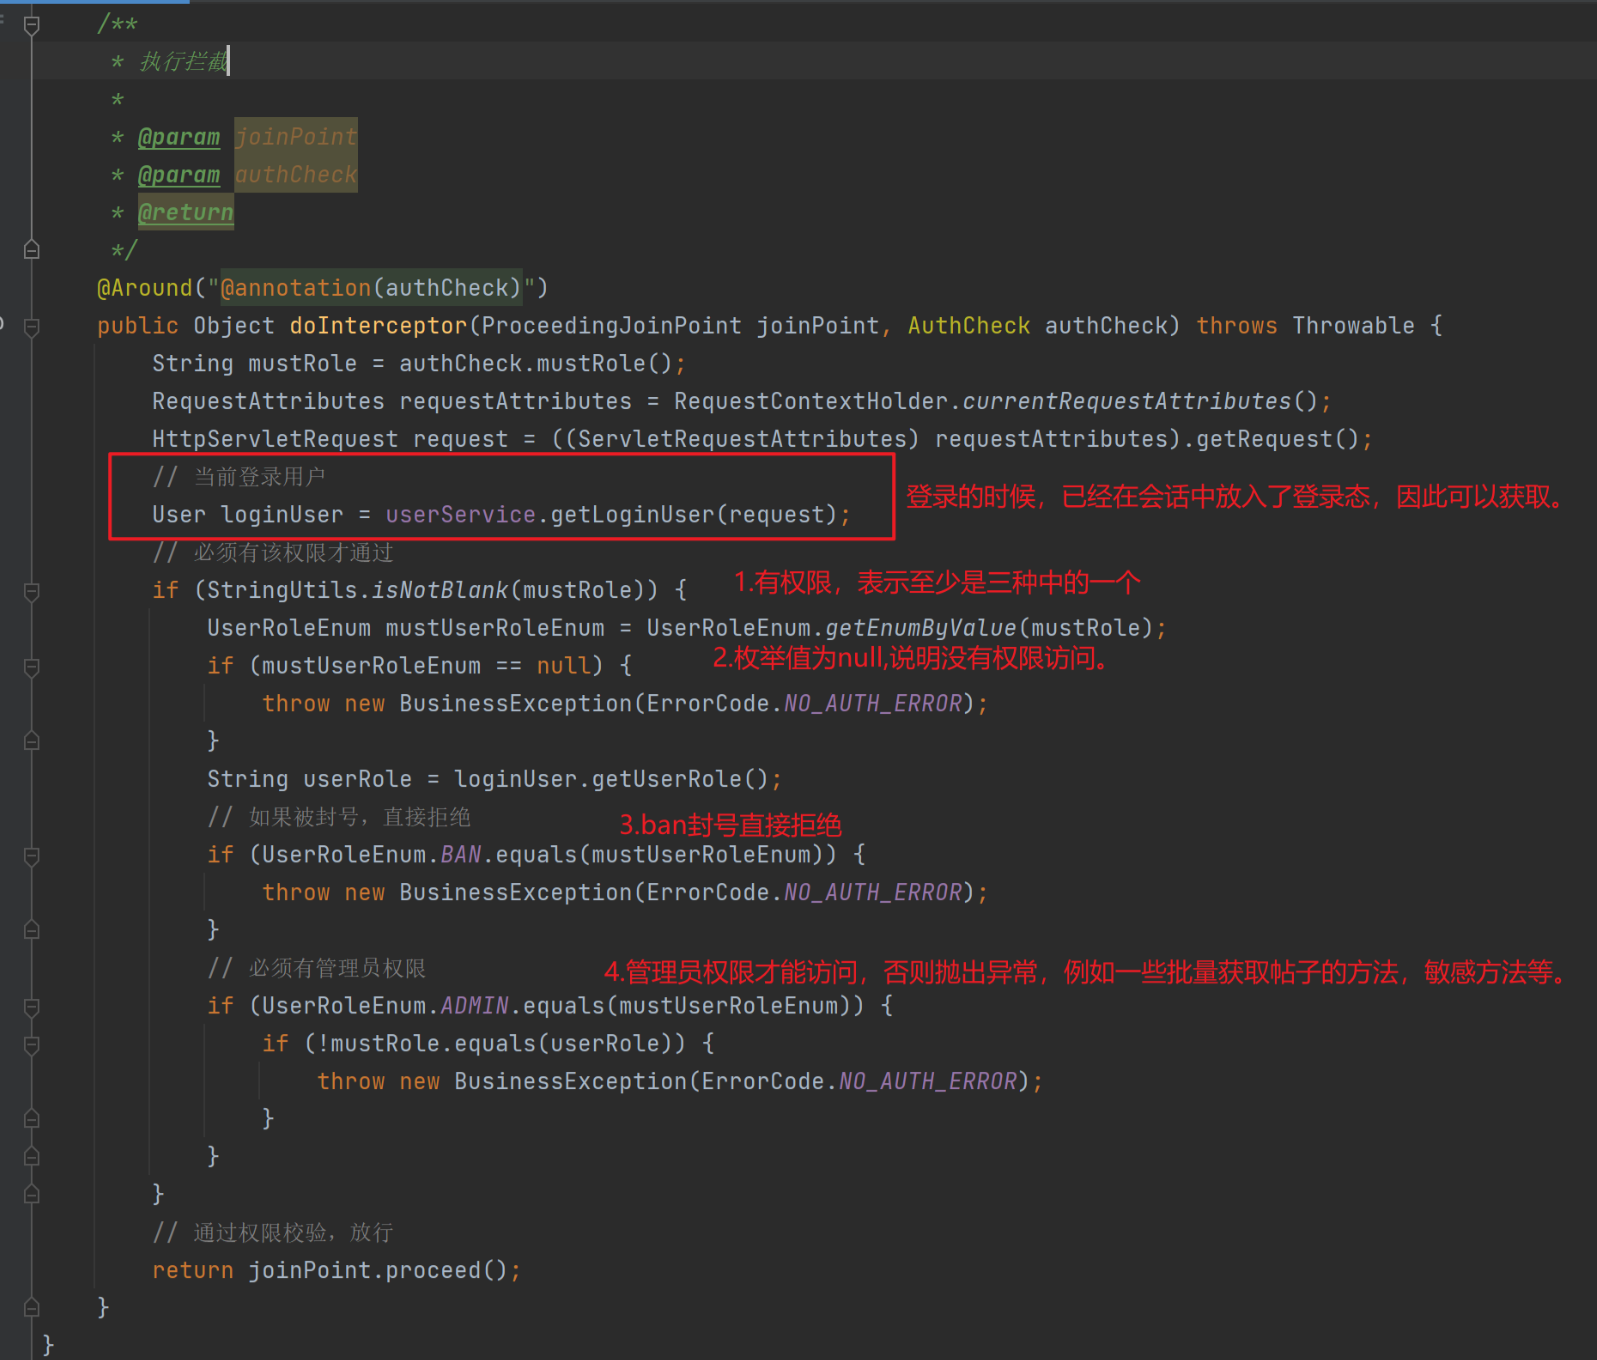 /**
* 执行拦截
*
* @param joinPoint
* @param authCheck
* @return
*/
@Around("@annotation(authCheck)")
public Object doInterceptor(ProceedingJoinPoint joinPoint, AuthCheck authCheck) throws Throwable {
String mustRole = authCheck.mustRole();
RequestAttributes requestAttributes = RequestContextHolder.currentRequestAttributes();
HttpServletRequest request = ((ServletRequestAttributes) requestAttributes).getRequest();
// 当前登录用户
登录的时候，已经在会话中放入了登录态，因此可以获取。
User loginUser = userService.getLoginUser(request);
// 必须有该权限才通过
if (StringUtils.isNotBlank(mustRole)) {
1.有权限，表示至少是三种中的一个
UserRoleEnum mustUserRoleEnum = UserRoleEnum.getEnumByValue(mustRole);
if (mustUserRoleEnum == null) {
2.枚举值为null,说明没有权限访问。
throw new BusinessException(ErrorCode.NO_AUTH_ERROR);
}
String userRole = loginUser.getUserRole();
// 如果被封号，直接拒绝
3.ban封号直接拒绝
if (UserRoleEnum.BAN.equals(mustUserRoleEnum)) {
throw new BusinessException(ErrorCode.NO_AUTH_ERROR);
}
// 必须有管理员权限
4.管理员权限才能访问，否则抛出异常，例如一些批量获取帖子的方法，敏感方法等。
if (UserRoleEnum.ADMIN.equals(mustUserRoleEnum)) {
if (!mustRole.equals(userRole)) {
throw new BusinessException(ErrorCode.NO_AUTH_ERROR);
}
}
}
// 通过权限校验，放行
return joinPoint.proceed();
}
}